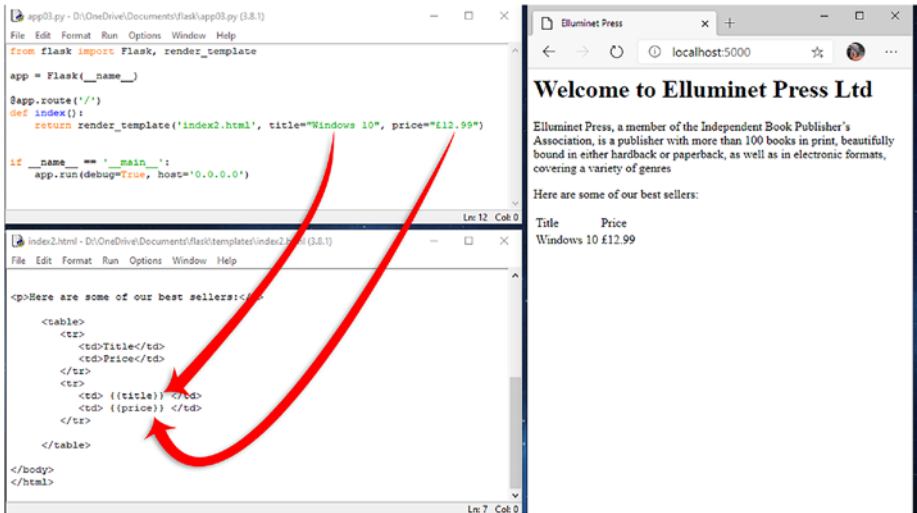 app03.py - D:\OneDrive\Documents\flask\app03.py (3.8.1)
File Edit Format Run Options Window Help
from flask import Flask, render_template
app = Flask(__name__)
@app.route('/')
def index():
return render_template('index2.html', title="Windows 10", price="£12.99")
if __name__ == '__main__':
app.run(debug=True, host='0.0.0.0')
Ln: 12 Col: 0
index2.html - D:\OneDrive\Documents\flask\templates\index2.html (3.8.1)
File Edit Format Run Options Window Help
<p>Here are some of our best sellers:</p>
<table>
<tr>
<td>Title</td>
<td>Price</td>
</tr>
<tr>
<td> {{title}} </td>
<td> {{price}} </td>
</tr>
</table>
</body>
</html>
Ln: 7 Col: 0
Elluminet Press
localhost:5000
Welcome to Elluminet Press Ltd
Elluminet Press, a member of the Independent Book Publisher's
Association, is a publisher with more than 100 books in print, beautifully
bound in either hardback or paperback, as well as in electronic formats,
covering a variety of genres
Here are some of our best sellers:
Title Price
Windows 10 £12.99